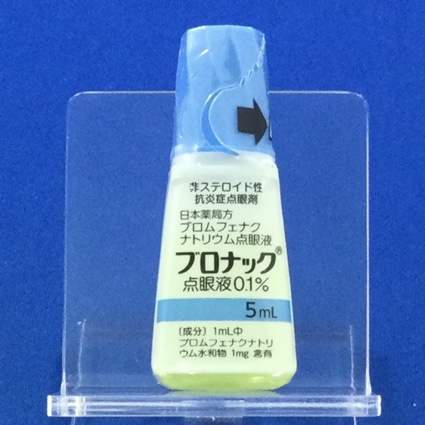 非ステロイド性
抗炎症点眼剤
日本薬局方
ブロムフェナク
ナトリウム点眼液
ブロナック®
点眼液0.1%
5mL
〔成分〕1mL中
ブロムフェナクナトリ
ウム水和物 1mg 含有